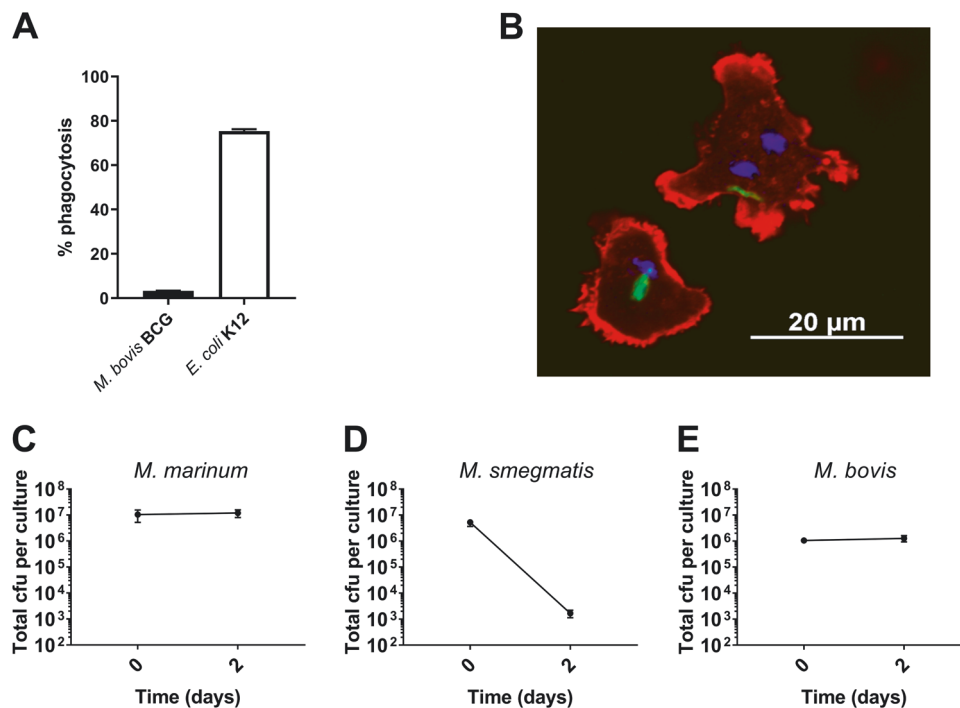 A
% phagocytosis
100
80
60
40
20
0
M. bovis BCG
E. coli K12
B
20 µm
C
M. marinum
Total cfu per culture
10⁸
10⁷
10⁶
10⁵
10⁴
10³
10²
0
2
Time (days)
D
M. smegmatis
Total cfu per culture
10⁸
10⁷
10⁶
10⁵
10⁴
10³
10²
0
2
Time (days)
E
M. bovis
Total cfu per culture
10⁸
10⁷
10⁶
10⁵
10⁴
10³
10²
0
2
Time (days)